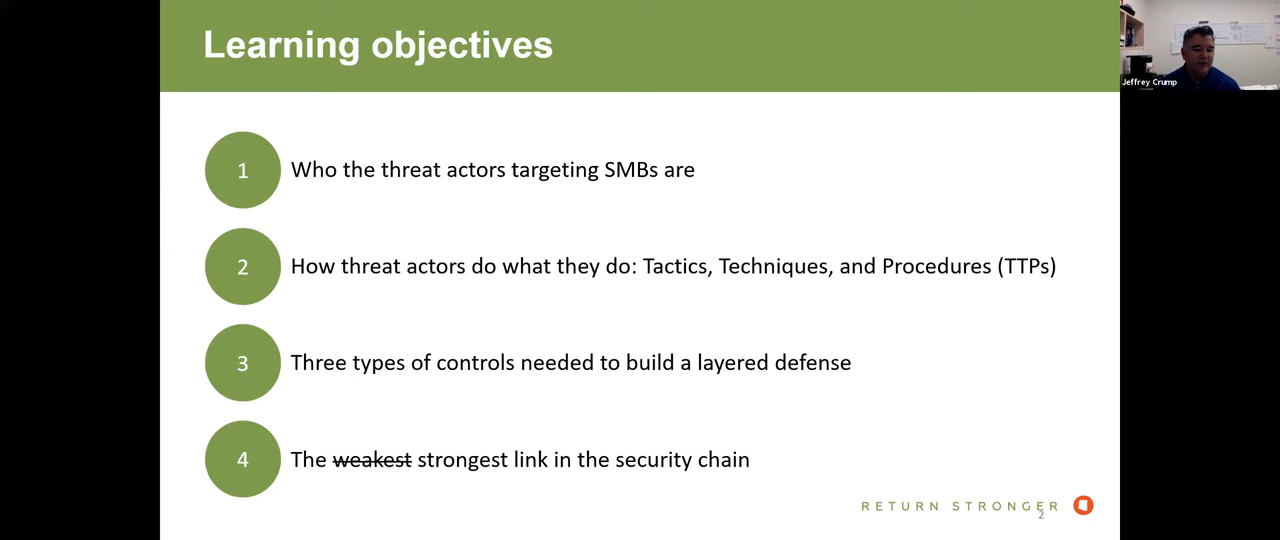 Learning objectives
Jeffrey Crump
1
Who the threat actors targeting SMBs are
2
How threat actors do what they do: Tactics, Techniques, and Procedures (TTPs)
3
Three types of controls needed to build a layered defense
4
The weakest strongest link in the security chain
RETURN STRONGER
2